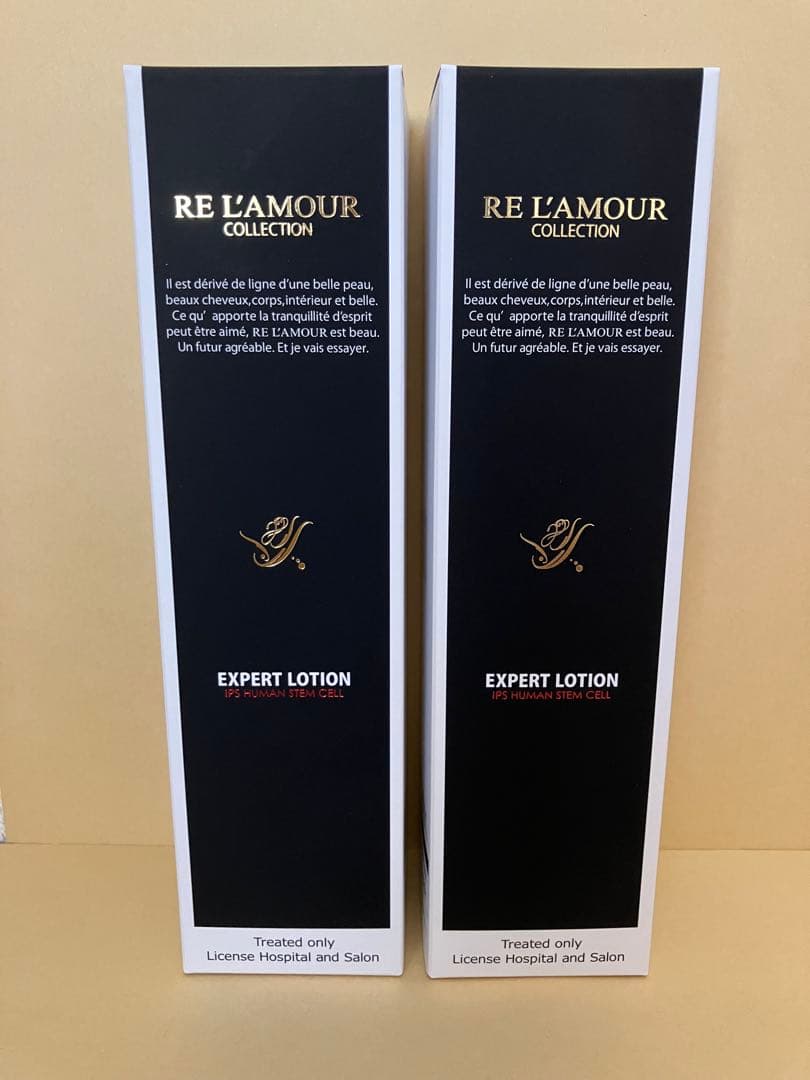 RE L'AMOUR
COLLECTION
Il est dérivé de ligne d'une belle peau,
beaux cheveux,corps,intérieur et belle.
Ce qu' apporte la tranquillité d'esprit
peut être aimé, RE L'AMOUR est beau.
Un futur agréable. Et je vais essayer.
EXPERT LOTION
IPS HUMAN STEM CELL
Treated only
License Hospital and Salon
RE L'AMOUR
COLLECTION
Il est dérivé de ligne d'une belle peau,
beaux cheveux,corps,intérieur et belle.
Ce qu' apporte la tranquillité d'esprit
peut être aimé, RE L'AMOUR est beau.
Un futur agréable. Et je vais essayer.
EXPERT LOTION
IPS HUMAN STEM CELL
Treated only
License Hospital and Salon